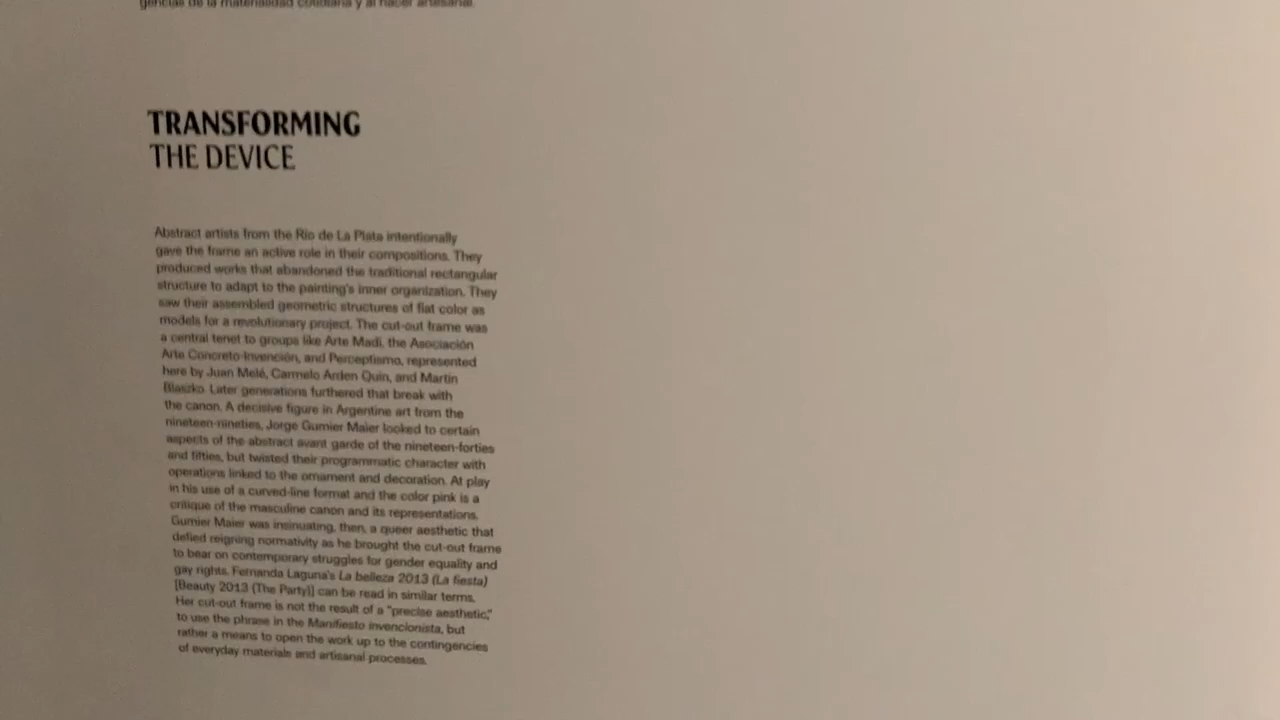 gencias de la materialidad cotidiana y al hacer artesanal.
TRANSFORMING
THE DEVICE
Abstract artists from the Río de La Plata intentionally
gave the frame an active role in their compositions. They
produced works that abandoned the traditional rectangular
structure to adapt to the painting's inner organization. They
saw their assembled geometric structures of flat color as
models for a revolutionary project. The cut-out frame was
a central tenet to groups like Arte Madí, the Asociación
Arte Concreto-Invención, and Perceptismo, represented
here by Juan Melé, Carmelo Arden Quin, and Martín
Blaszko. Later generations furthered that break with
the canon. A decisive figure in Argentine art from the
nineteen-nineties, Jorge Gumier Maier looked to certain
aspects of the abstract avant garde of the nineteen-forties
and fifties, but twisted their programmatic character with
operations linked to the ornament and decoration. At play
in his use of a curved-line format and the color pink is a
critique of the masculine canon and its representations.
Gumier Maier was insinuating, then, a queer aesthetic that
defied reigning normativity as he brought the cut-out frame
to bear on contemporary struggles for gender equality and
gay rights. Fernanda Laguna's La belleza 2013 (La fiesta)
[Beauty 2013 (The Party)] can be read in similar terms.
Her cut-out frame is not the result of a "precise aesthetic,"
to use the phrase in the Manifiesto invencionista, but
rather a means to open the work up to the contingencies
of everyday materials and artisanal processes.